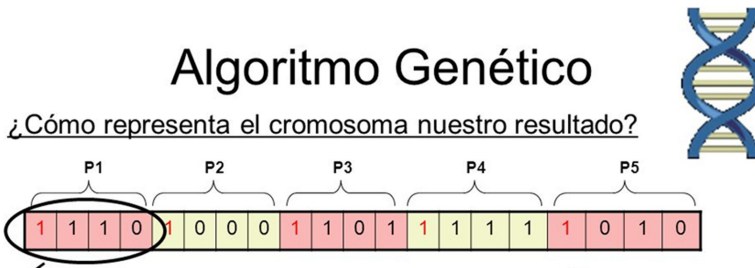 Algoritmo Genético
¿Cómo representa el cromosoma nuestro resultado?
P1 P2 P3 P4 P5
1 1 1 0 1 0 0 0 1 1 0 1 1 1 1 1 1 0 1 0